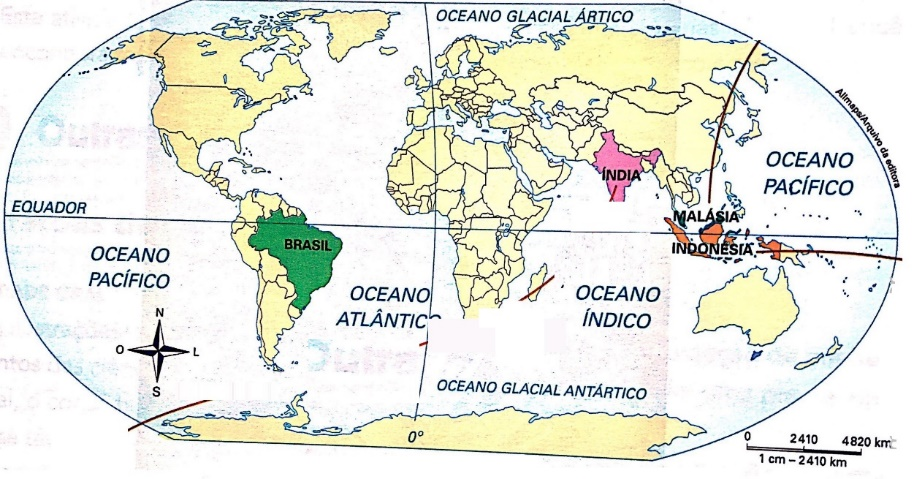 OCEANO GLACIAL ÁRTICO
Allmaps/Arquivo da editora
OCEANO
PACÍFICO
ÍNDIA
EQUADOR
MALÁSIA
BRASIL
INDONÉSIA
OCEANO
PACÍFICO
OCEANO
ATLÂNTICO
OCEANO
ÍNDICO
N
O
L
S
OCEANO GLACIAL ANTÁRTICO
0°
0 2410 4820 km
1 cm – 2410 km